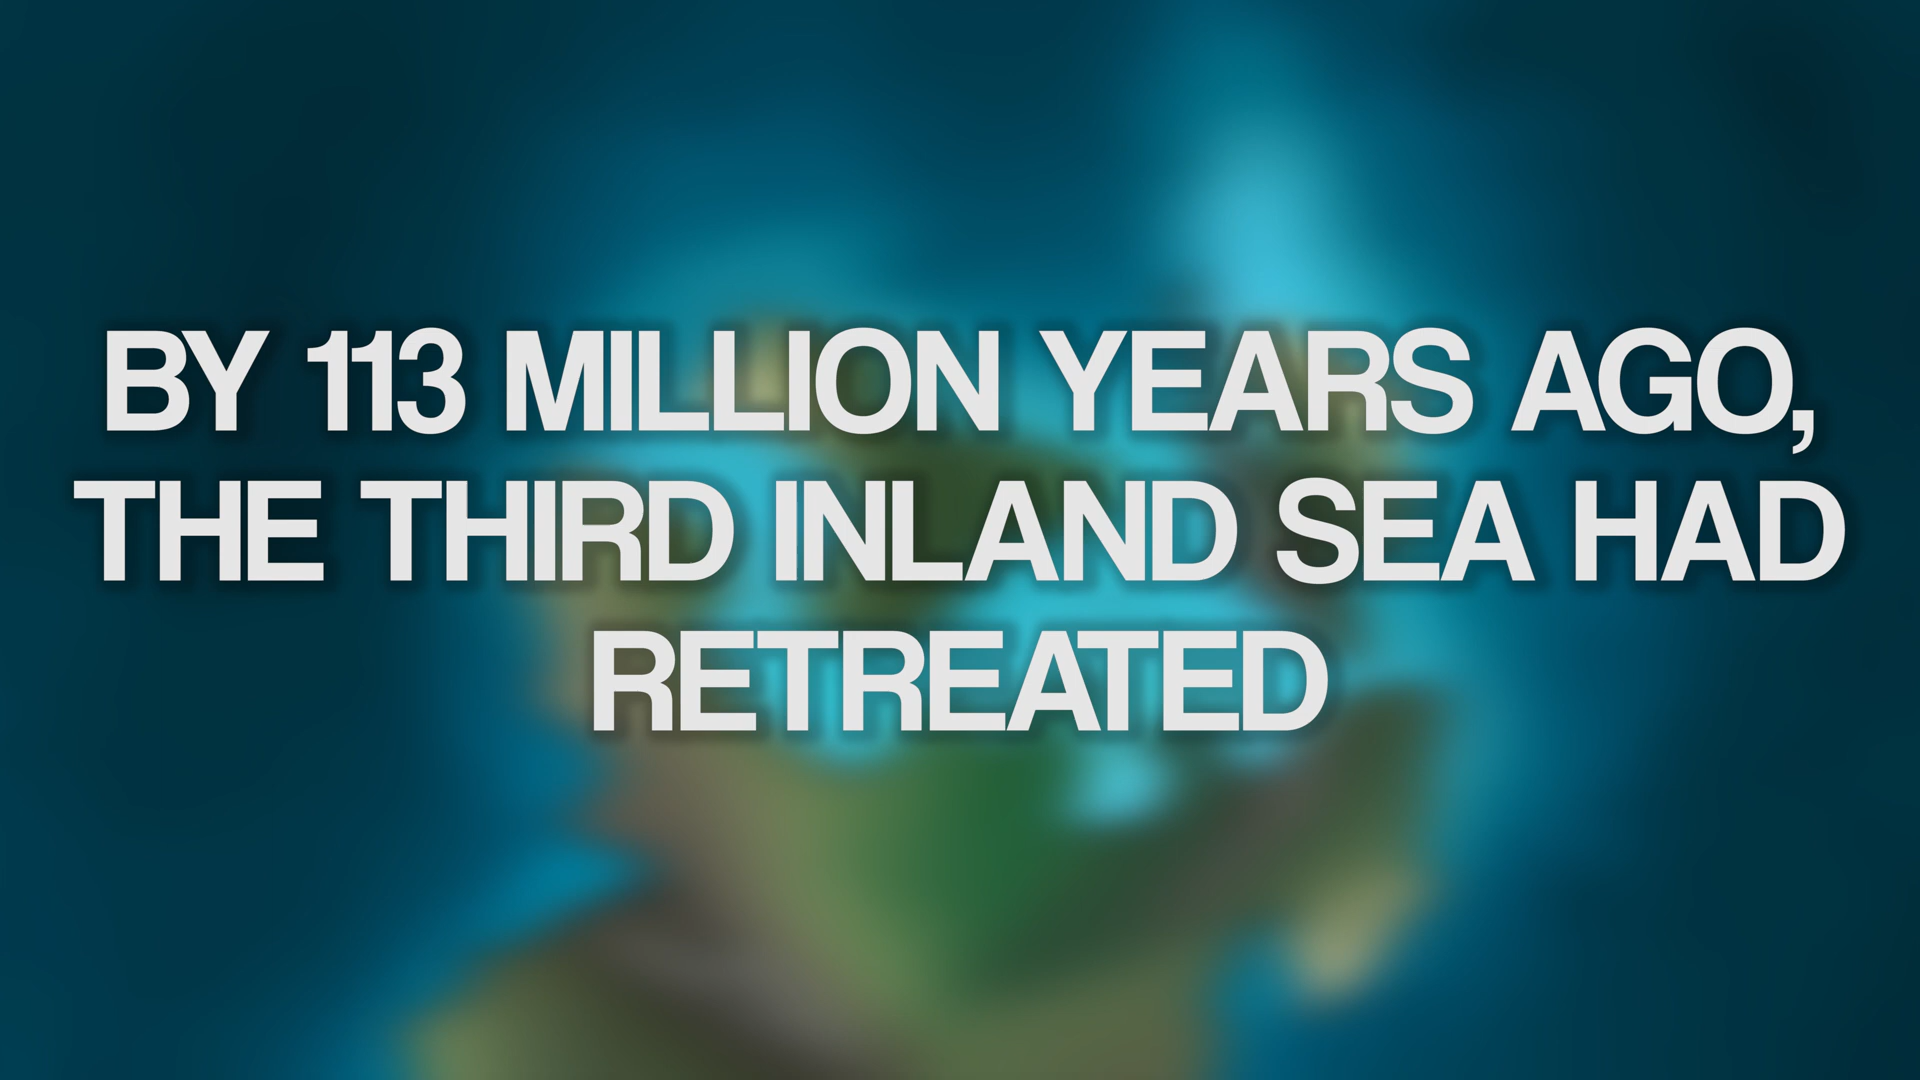 BY 113 MILLION YEARS AGO,
THE THIRD INLAND SEA HAD
RETREATED